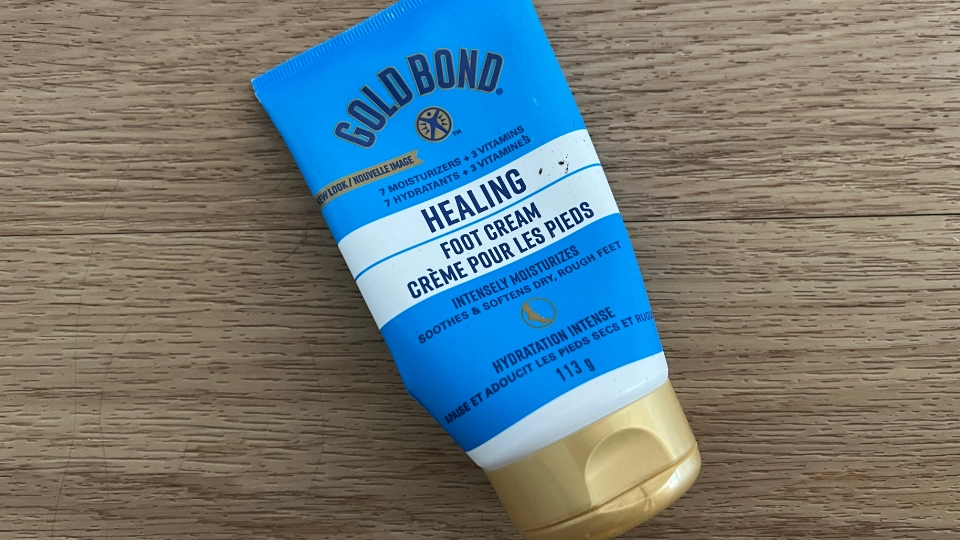 GOLD BOND®
TM
NEW LOOK / NOUVELLE IMAGE
7 MOISTURIZERS + 3 VITAMINS
7 HYDRATANTS + 3 VITAMINES
HEALING
FOOT CREAM
CRÈME POUR LES PIEDS
INTENSELY MOISTURIZES
SOOTHES & SOFTENS DRY, ROUGH FEET
HYDRATATION INTENSE
APAISE ET ADOUCIT LES PIEDS SECS ET
113 g